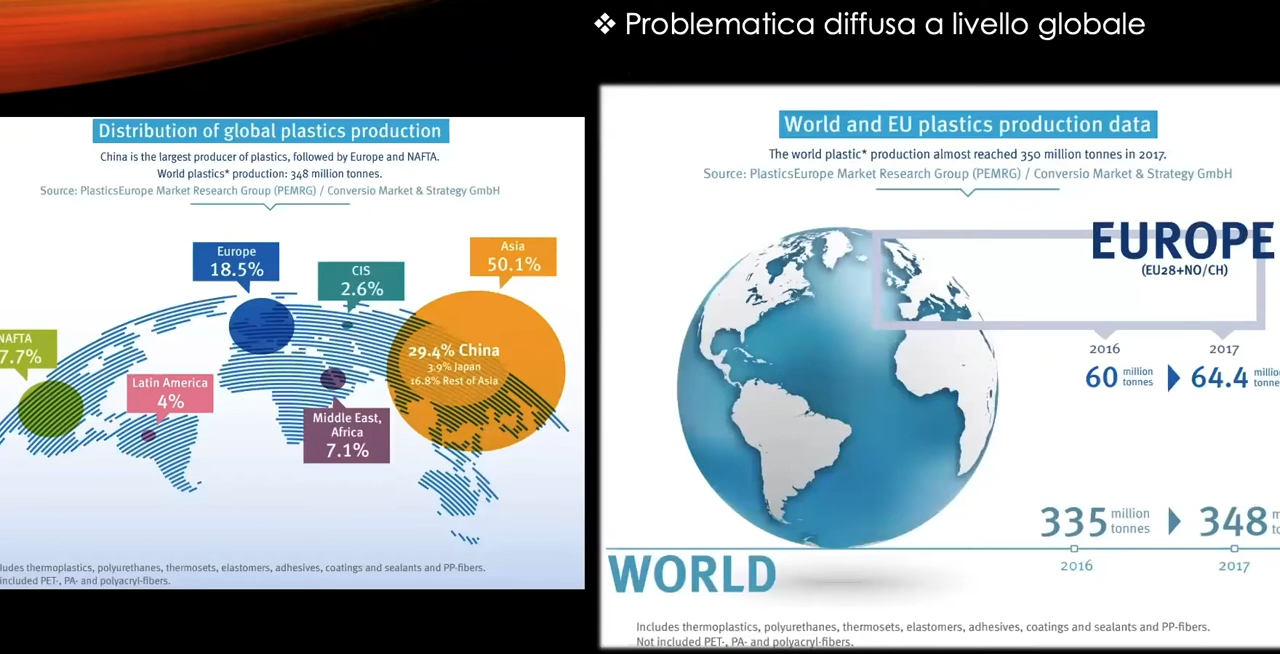 ❖ Problematica diffusa a livello globale
Distribution of global plastics production
China is the largest producer of plastics, followed by Europe and NAFTA.
World plastics* production: 348 million tonnes.
Source: PlasticsEurope Market Research Group (PEMRG) / Conversio Market & Strategy GmbH
Europe
18.5%
CIS
2.6%
Asia
50.1%
NAFTA
7.7%
29.4% China
3.9% Japan
16.8% Rest of Asia
Latin America
4%
Middle East,
Africa
7.1%
thermoplastics, polyurethanes, thermosets, elastomers, adhesives, coatings and sealants and PP-fibers.
included PET-, PA- and polyacryl-fibers.
World and EU plastics production data
The world plastic* production almost reached 350 million tonnes in 2017.
Source: PlasticsEurope Market Research Group (PEMRG) / Conversio Market & Strategy GmbH
EUROPE
(EU28+NO/CH)
2016 2017
60 million tonnes 64.4 million tonnes
335 million tonnes 348
2016 2017
WORLD
Includes thermoplastics, polyurethanes, thermosets, elastomers, adhesives, coatings and sealants and PP-fibers.
Not included PET-, PA- and polyacryl-fibers.